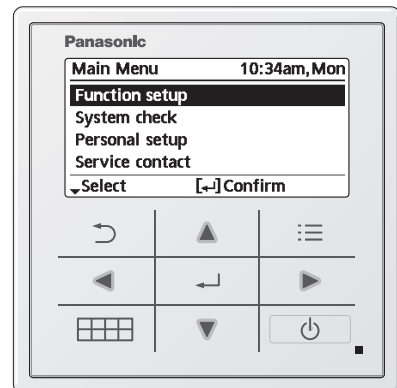 Panasonic
Main Menu 10:34am, Mon
Function setup
System check
Personal setup
Service contact
Select [↵] Confirm